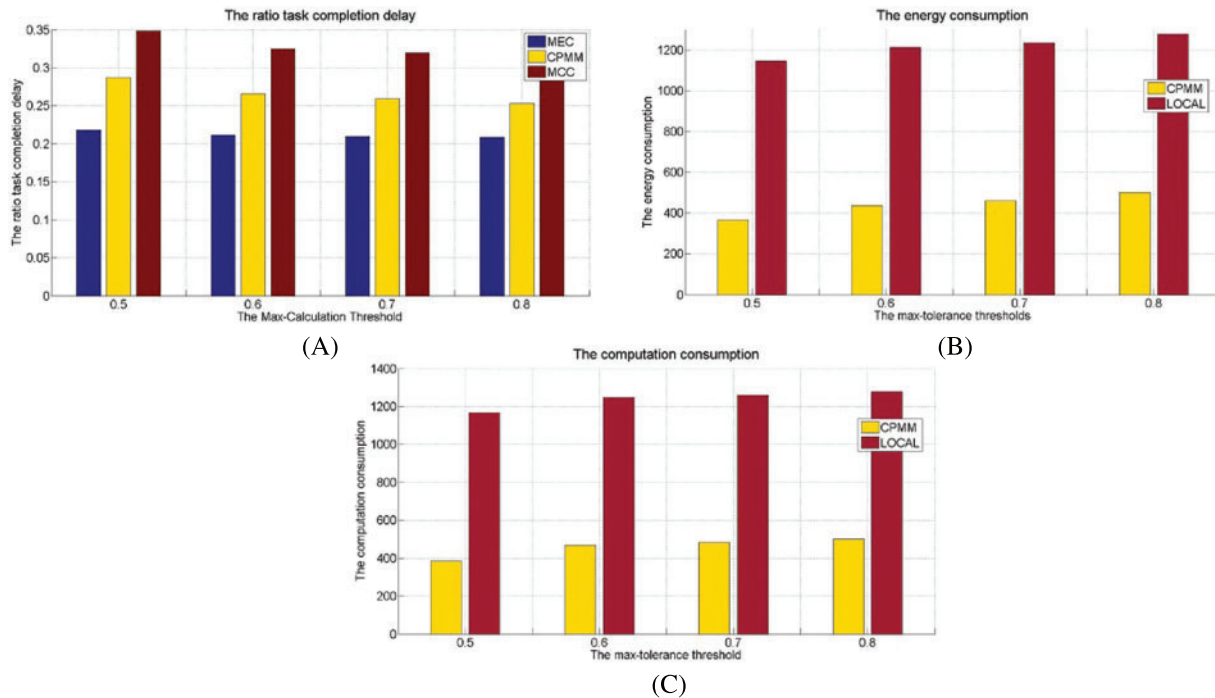 The ratio task completion delay
The ratio task completion delay
0.35
0.3
0.25
0.2
0.15
0.1
0.05
0
MEC
CPMM
MCC
0.5 0.6 0.7 0.8
The Max-Calculation Threshold
(A)
The energy consumption
The energy consumption
1200
1000
800
600
400
200
0
CPMM
LOCAL
0.5 0.6 0.7 0.8
The max-tolerance thresholds
(B)
The computation consumption
The computation consumption
1400
1200
1000
800
600
400
200
0
CPMM
LOCAL
0.5 0.6 0.7 0.8
The max-tolerance threshold
(C)